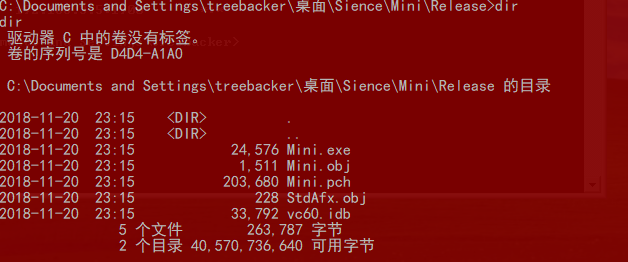 C:\Documents and Settings\treebacker\桌面\Sience\Mini\Release>dir
dir
驱动器 C 中的卷没有标签。
卷的序列号是 D4D4-A1A0
C:\Documents and Settings\treebacker\桌面\Sience\Mini\Release 的目录
2018-11-20 23:15 <DIR> .
2018-11-20 23:15 <DIR> ..
2018-11-20 23:15 24,576 Mini.exe
2018-11-20 23:15 1,511 Mini.obj
2018-11-20 23:15 203,680 Mini.pch
2018-11-20 23:15 228 StdAfx.obj
2018-11-20 23:15 33,792 vc60.idb
5 个文件 263,787 字节
2 个目录 40,570,736,640 可用字节